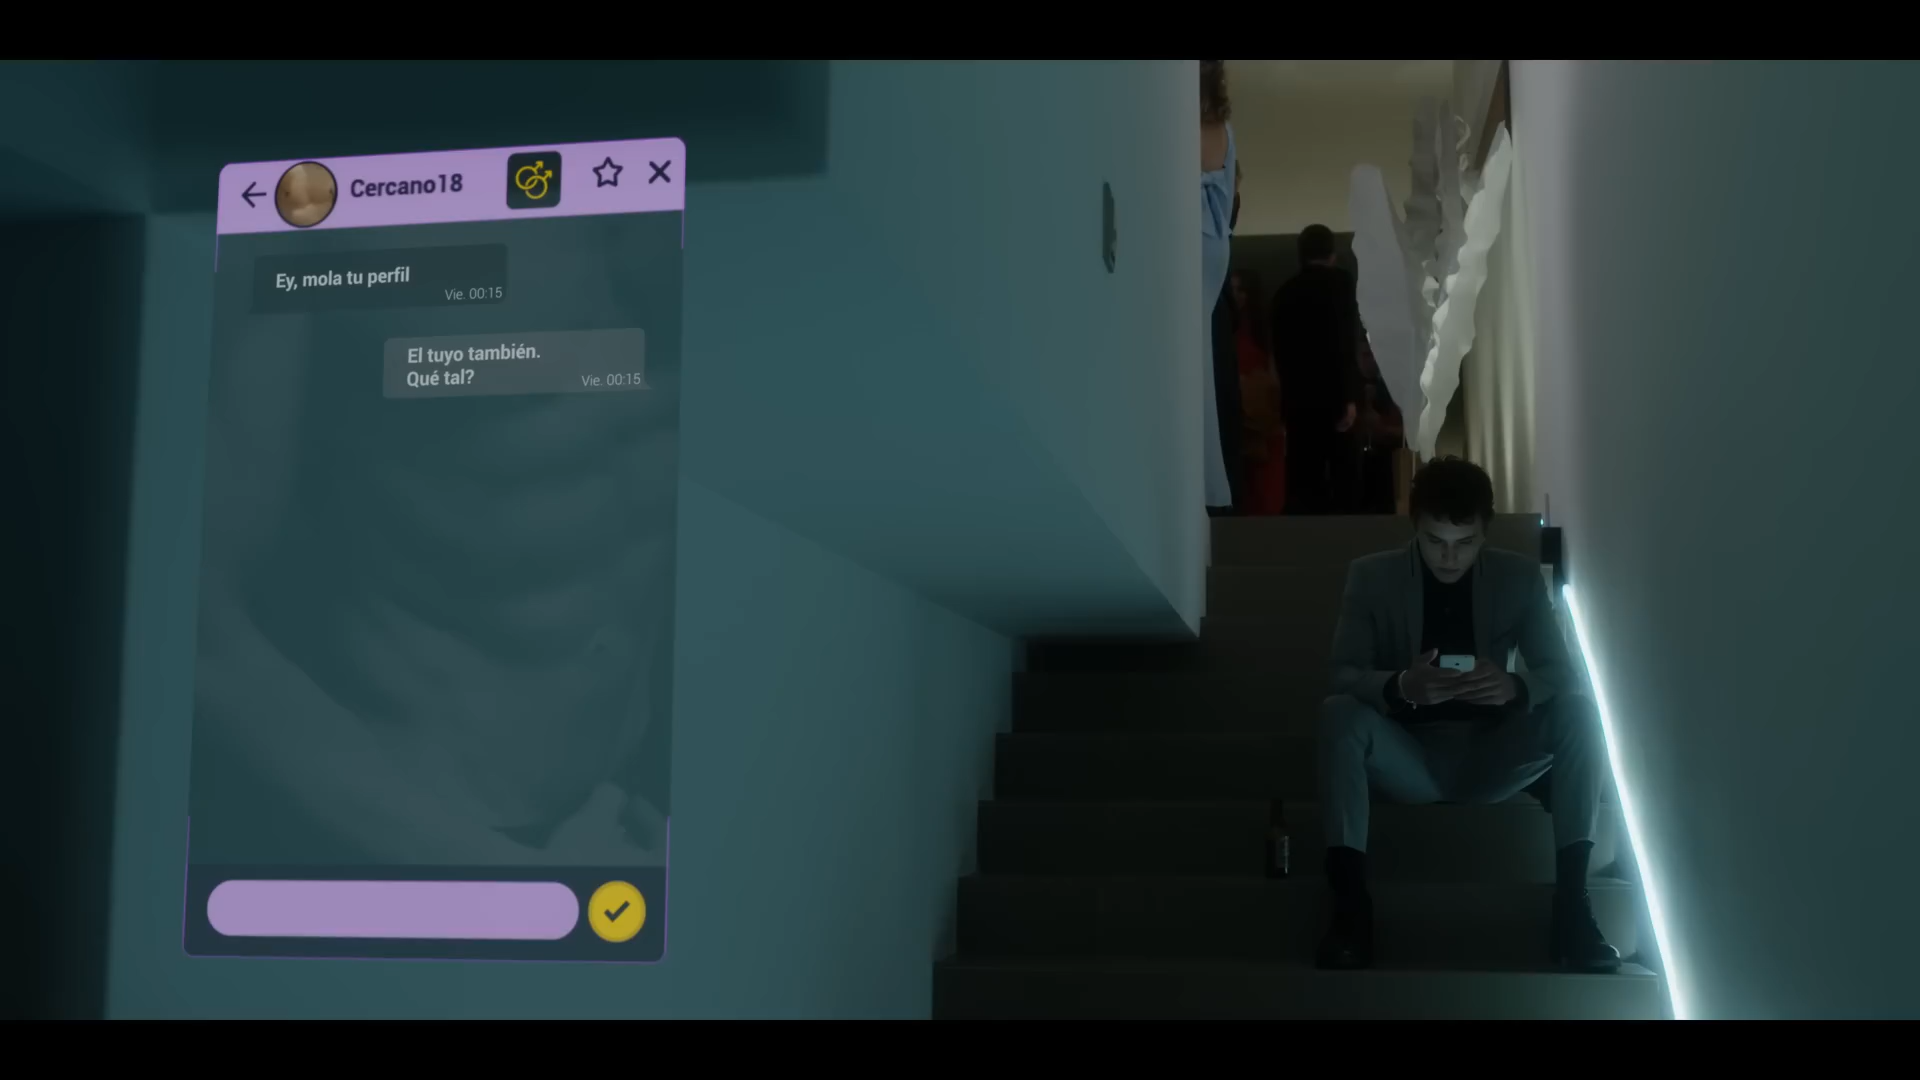 Cercano18
Ey, mola tu perfil
Vie. 00:15
El tuyo también.
Qué tal?
Vie. 00:15